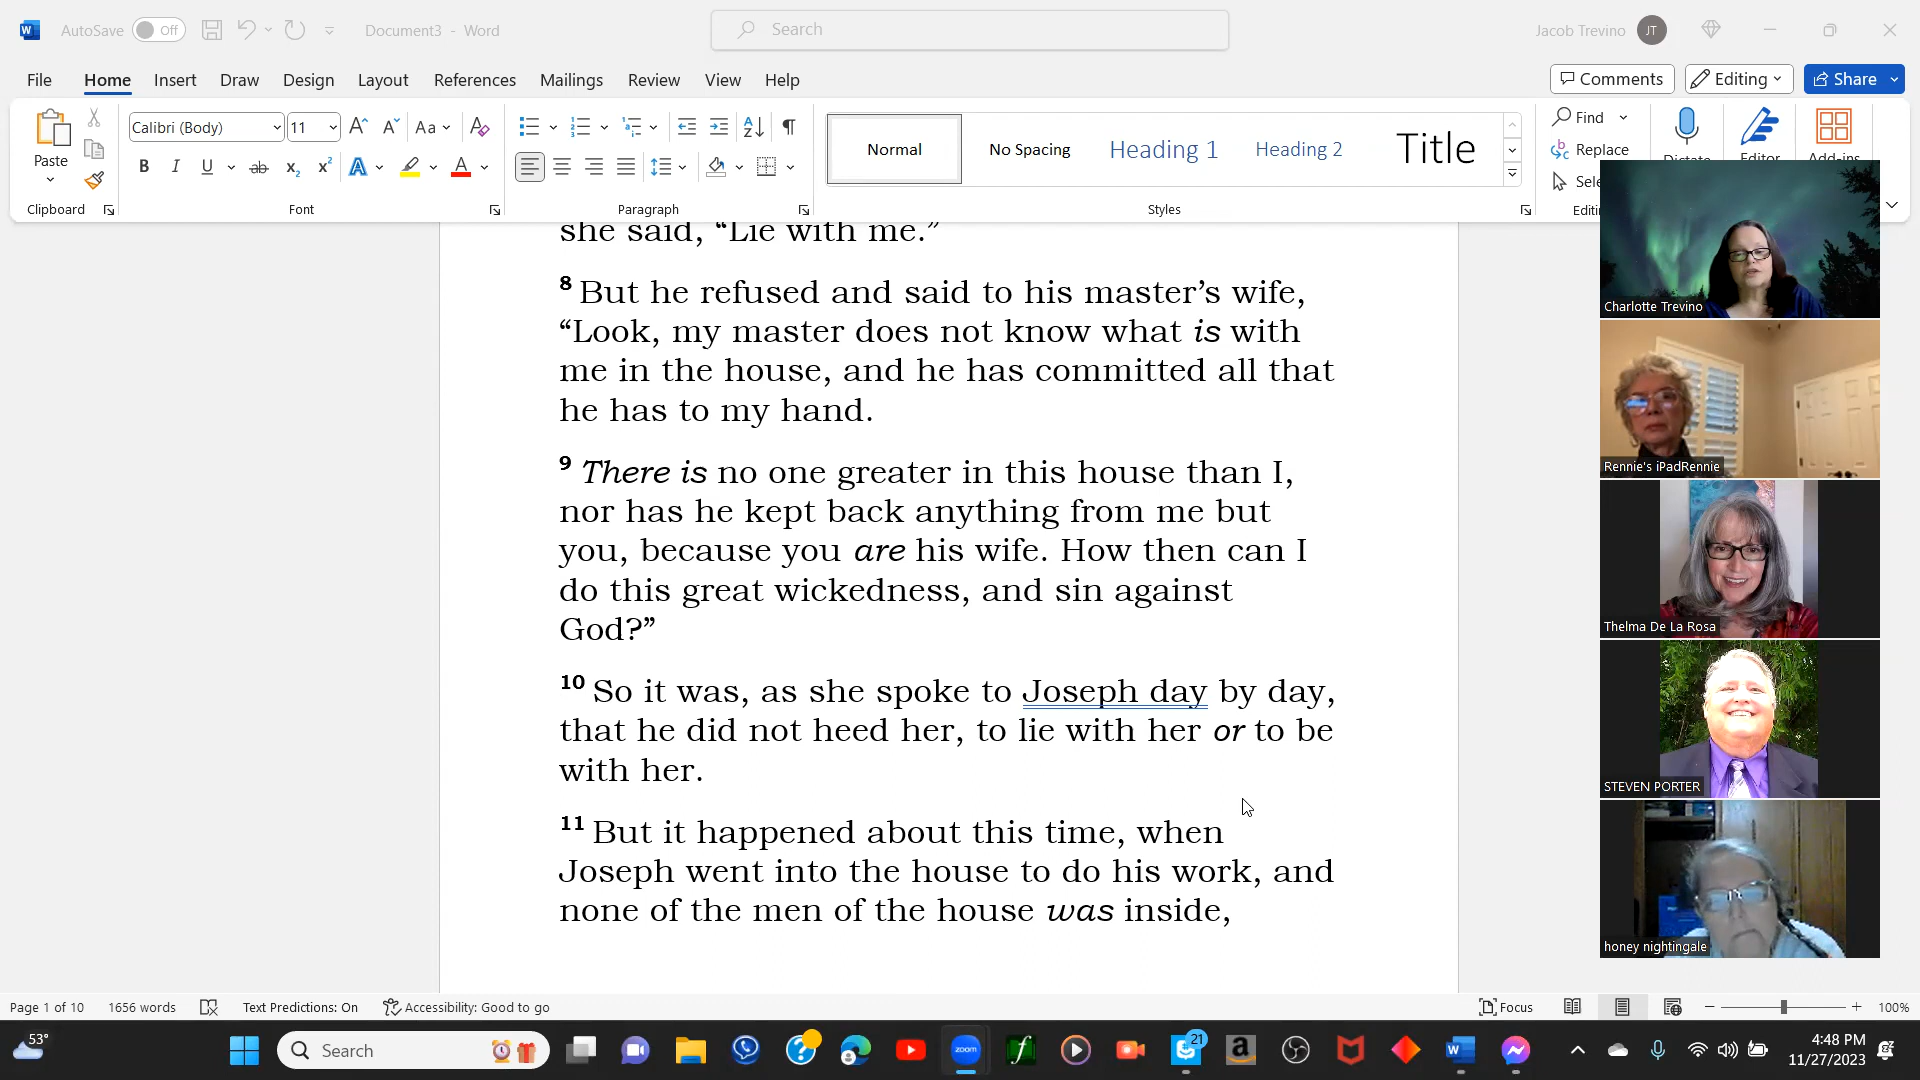 AutoSave Off Document3 - Word Search Jacob Trevino JT
File Home Insert Draw Design Layout References Mailings Review View Help Comments Editing Share
Paste Calibri (Body) 11 Aa Normal No Spacing Heading 1 Heading 2 Title Find Replace Dictate Editor Add-ins
Clipboard Font Paragraph Styles
she said, “Lie with me.”
8 But he refused and said to his master’s wife,
“Look, my master does not know what is with
me in the house, and he has committed all that
he has to my hand.
9 There is no one greater in this house than I,
nor has he kept back anything from me but
you, because you are his wife. How then can I
do this great wickedness, and sin against
God?”
10 So it was, as she spoke to Joseph day by day,
that he did not heed her, to lie with her or to be
with her.
11 But it happened about this time, when
Joseph went into the house to do his work, and
none of the men of the house was inside,
Charlotte Trevino
Rennie's iPadRennie
Thelma De La Rosa
STEVEN PORTER
honey nightingale
Page 1 of 10 1656 words Text Predictions: On Accessibility: Good to go Focus 100%
53° Search zoom 21 4:48 PM
11/27/2023